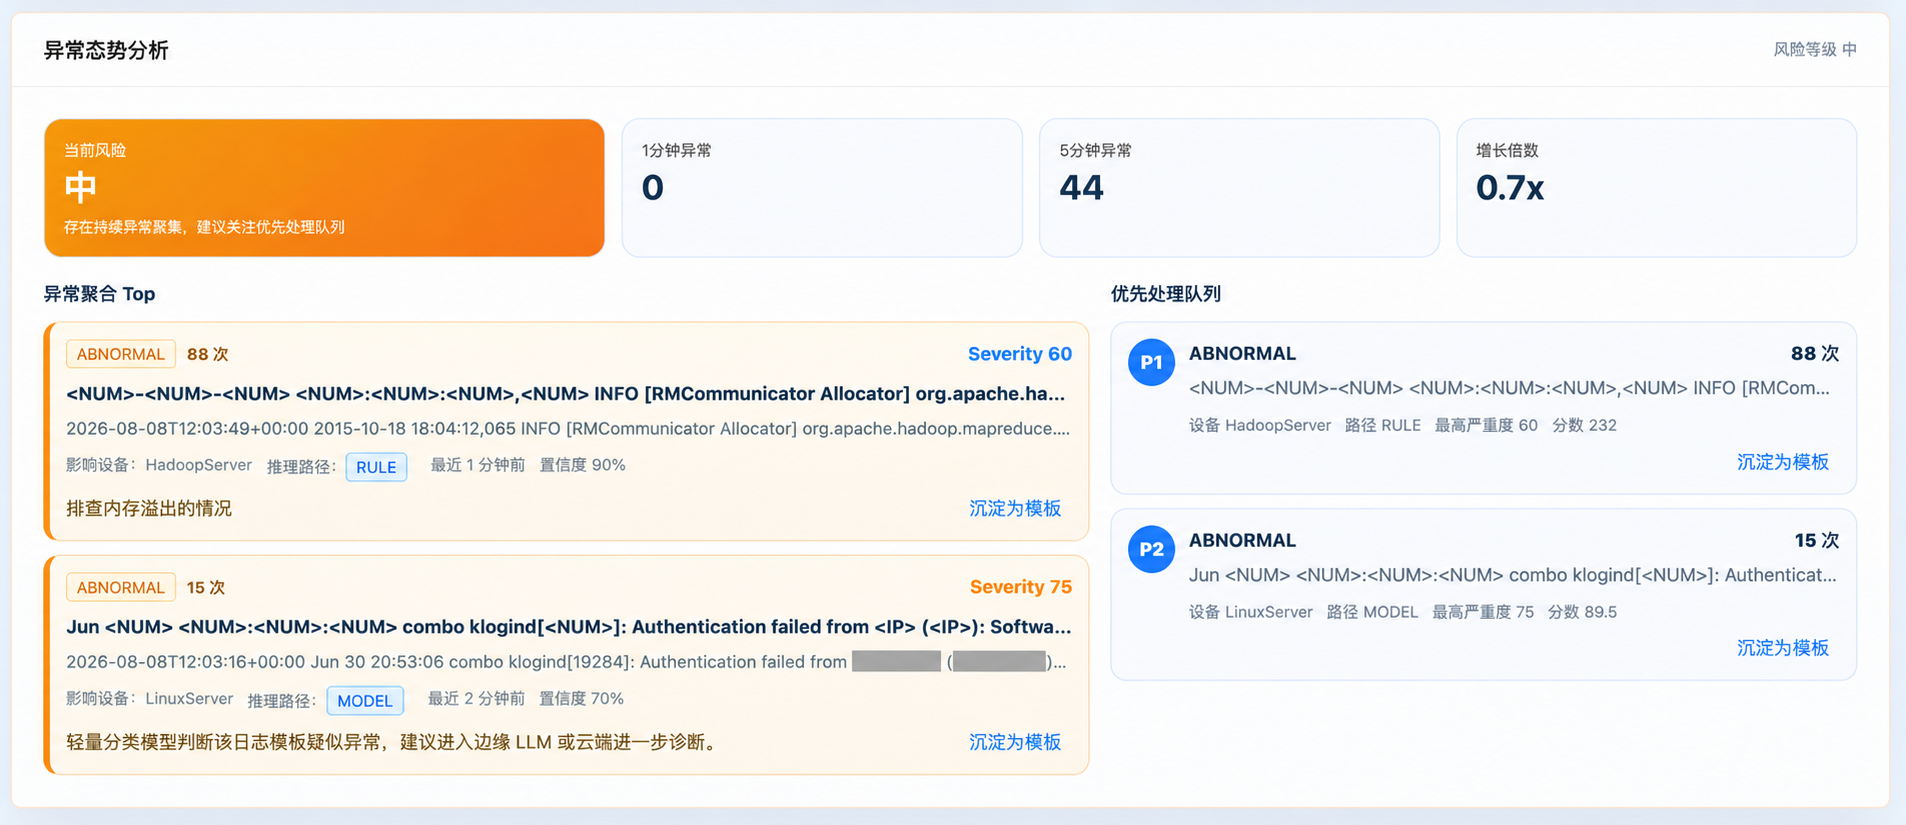 异常态势分析
风险等级 中
当前风险
中
存在持续异常聚集，建议关注优先处理队列
1分钟异常
0
5分钟异常
44
增长倍数
0.7x
异常聚合 Top
ABNORMAL 88 次 Severity 60
<NUM>-<NUM>-<NUM> <NUM>:<NUM>:<NUM>,<NUM> INFO [RMCommunicator Allocator] org.apache.ha...
2026-08-08T12:03:49+00:00 2015-10-18 18:04:12,065 INFO [RMCommunicator Allocator] org.apache.hadoop.mapreduce....
影响设备： HadoopServer 推理路径： RULE 最近 1 分钟前 置信度 90%
排查内存溢出的情况 沉淀为模板
ABNORMAL 15 次 Severity 75
Jun <NUM> <NUM>:<NUM>:<NUM> combo klogind[<NUM>]: Authentication failed from <IP> (<IP>): Softwa...
2026-08-08T12:03:16+00:00 Jun 30 20:53:06 combo klogind[19284]: Authentication failed from ( )...
影响设备： LinuxServer 推理路径： MODEL 最近 2 分钟前 置信度 70%
轻量分类模型判断该日志模板疑似异常，建议进入边缘 LLM 或云端进一步诊断。 沉淀为模板
优先处理队列
P1 ABNORMAL 88 次
<NUM>-<NUM>-<NUM> <NUM>:<NUM>:<NUM>,<NUM> INFO [RMCom...
设备 HadoopServer 路径 RULE 最高严重度 60 分数 232
沉淀为模板
P2 ABNORMAL 15 次
Jun <NUM> <NUM>:<NUM>:<NUM> combo klogind[<NUM>]: Authenticat...
设备 LinuxServer 路径 MODEL 最高严重度 75 分数 89.5
沉淀为模板